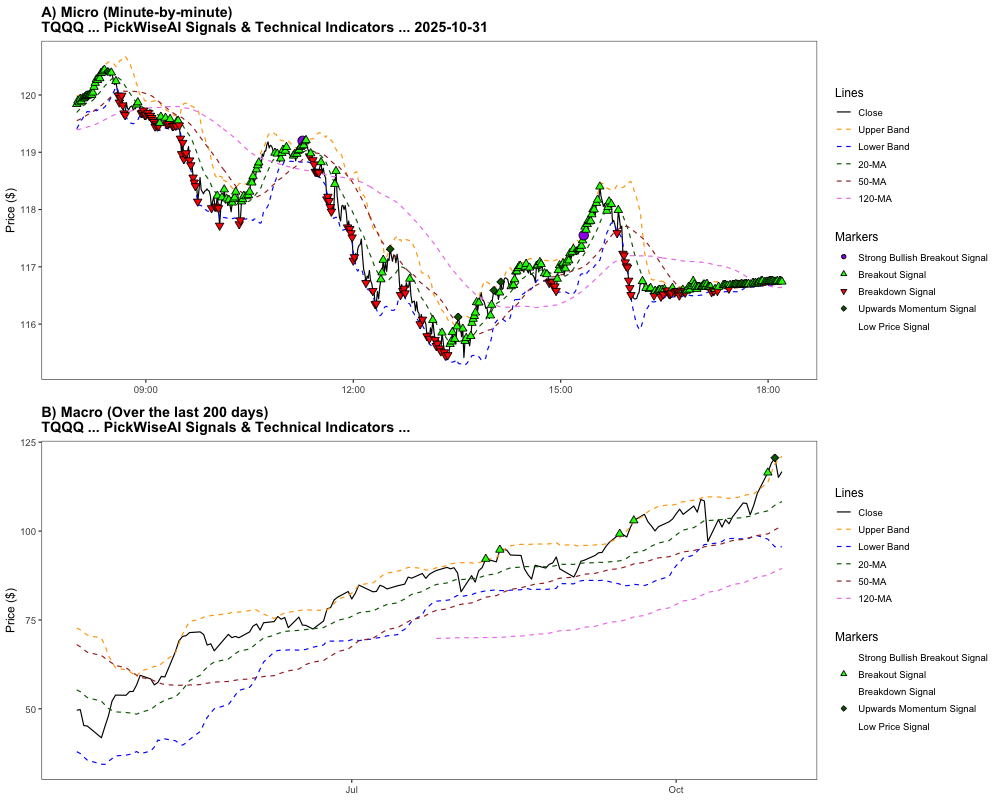 A) Micro (Minute-by-minute)
TQQQ ... PickWiseAI Signals & Technical Indicators ... 2025-10-31
Price ($)
120
119
118
117
116
09:00
12:00
15:00
18:00
Lines
Close
Upper Band
Lower Band
20-MA
50-MA
120-MA
Markers
Strong Bullish Breakout Signal
Breakout Signal
Breakdown Signal
Upwards Momentum Signal
Low Price Signal
B) Macro (Over the last 200 days)
TQQQ ... PickWiseAI Signals & Technical Indicators ...
Price ($)
125
100
75
50
Jul
Oct
Lines
Close
Upper Band
Lower Band
20-MA
50-MA
120-MA
Markers
Strong Bullish Breakout Signal
Breakout Signal
Breakdown Signal
Upwards Momentum Signal
Low Price Signal